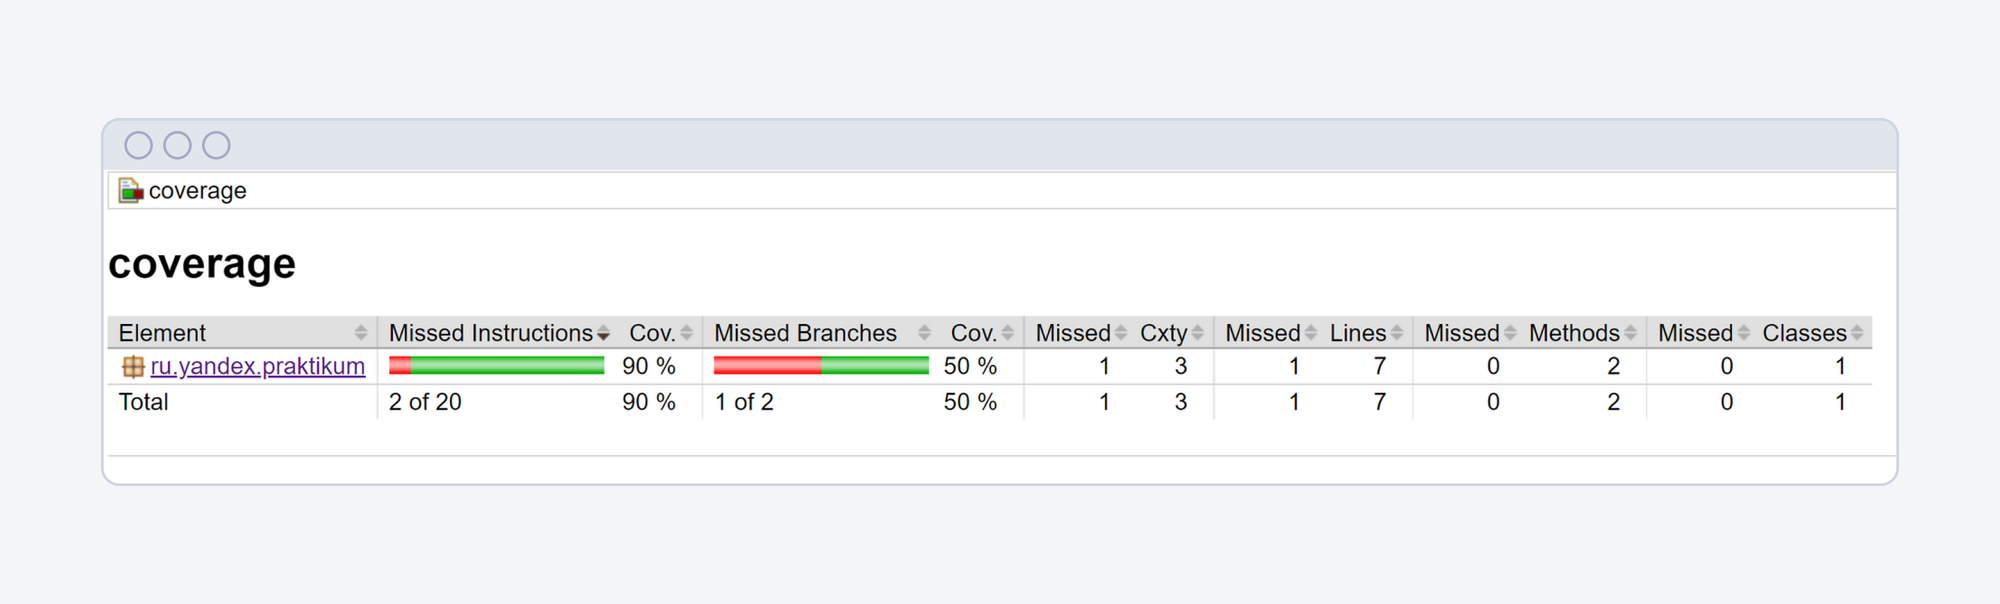 coverage
coverage
Element Missed Instructions Cov. Missed Branches Cov. Missed Cxty Missed Lines Missed Methods Missed Classes
ru.yandex.praktikum 90 % 50 % 1 3 1 7 0 2 0 1
Total 2 of 20 90 % 1 of 2 50 % 1 3 1 7 0 2 0 1